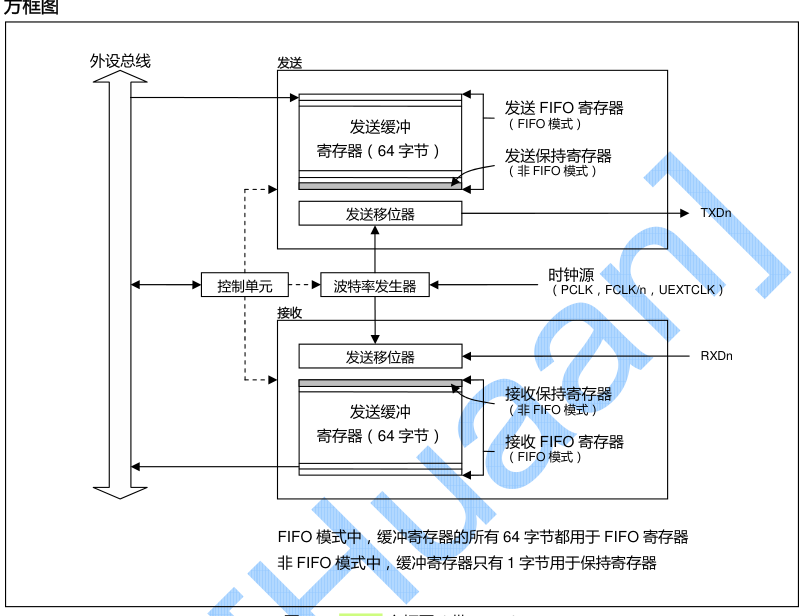 方框图
外设总线
发送
发送缓冲
寄存器（64 字节）
发送 FIFO 寄存器
（FIFO 模式）
发送保持寄存器
（非 FIFO 模式）
发送移位器
TXDn
控制单元
波特率发生器
时钟源
（PCLK，FCLK/n，UEXTCLK）
接收
发送移位器
RXDn
发送缓冲
寄存器（64 字节）
接收保持寄存器
（非 FIFO 模式）
接收 FIFO 寄存器
（FIFO 模式）
FIFO 模式中，缓冲寄存器的所有 64 字节都用于 FIFO 寄存器
非 FIFO 模式中，缓冲寄存器只有 1 字节用于保持寄存器
Huaan]